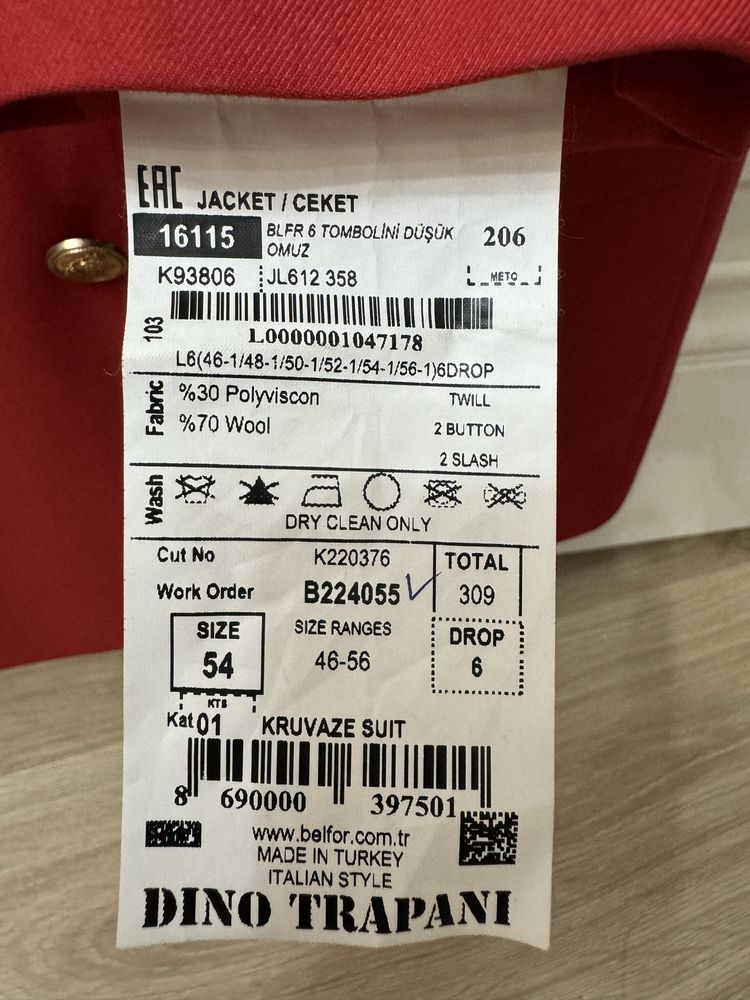 EAC JACKET / CEKET
16115 BLFR 6 TOMBOLİNİ DÜŞÜK OMUZ 206
K93806 JL612 358 METO
103
L0000001047178
L6(46-1/48-1/50-1/52-1/54-1/56-1)6DROP
Fabric %30 Polyviscon TWILL
%70 Wool 2 BUTTON
2 SLASH
Wash
DRY CLEAN ONLY
Cut No K220376 TOTAL
Work Order B224055 309
SIZE SIZE RANGES DROP
54 46-56 6
KTS
Kat 01 KRUVAZE SUIT
8 690000 397501
www.belfor.com.tr
MADE IN TURKEY
ITALIAN STYLE
DINO TRAPANI